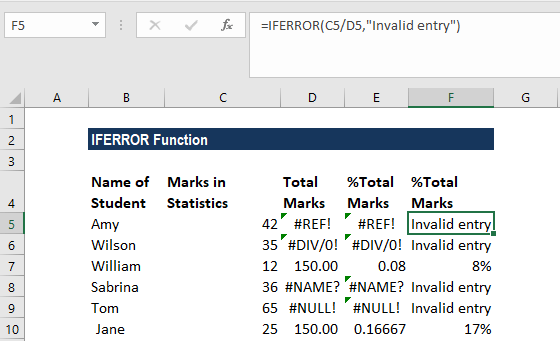 F5 fx =IFERROR(C5/D5,"Invalid entry")
A B C D E F G
1
2 IFERROR Function
3
Name of Marks in Total %Total %Total
4 Student Statistics Marks Marks Marks
5 Amy 42 #REF! #REF! Invalid entry
6 Wilson 35 #DIV/0! #DIV/0! Invalid entry
7 William 12 150.00 0.08 8%
8 Sabrina 36 #NAME? #NAME? Invalid entry
9 Tom 65 #NULL! #NULL! Invalid entry
10 Jane 25 150.00 0.16667 17%